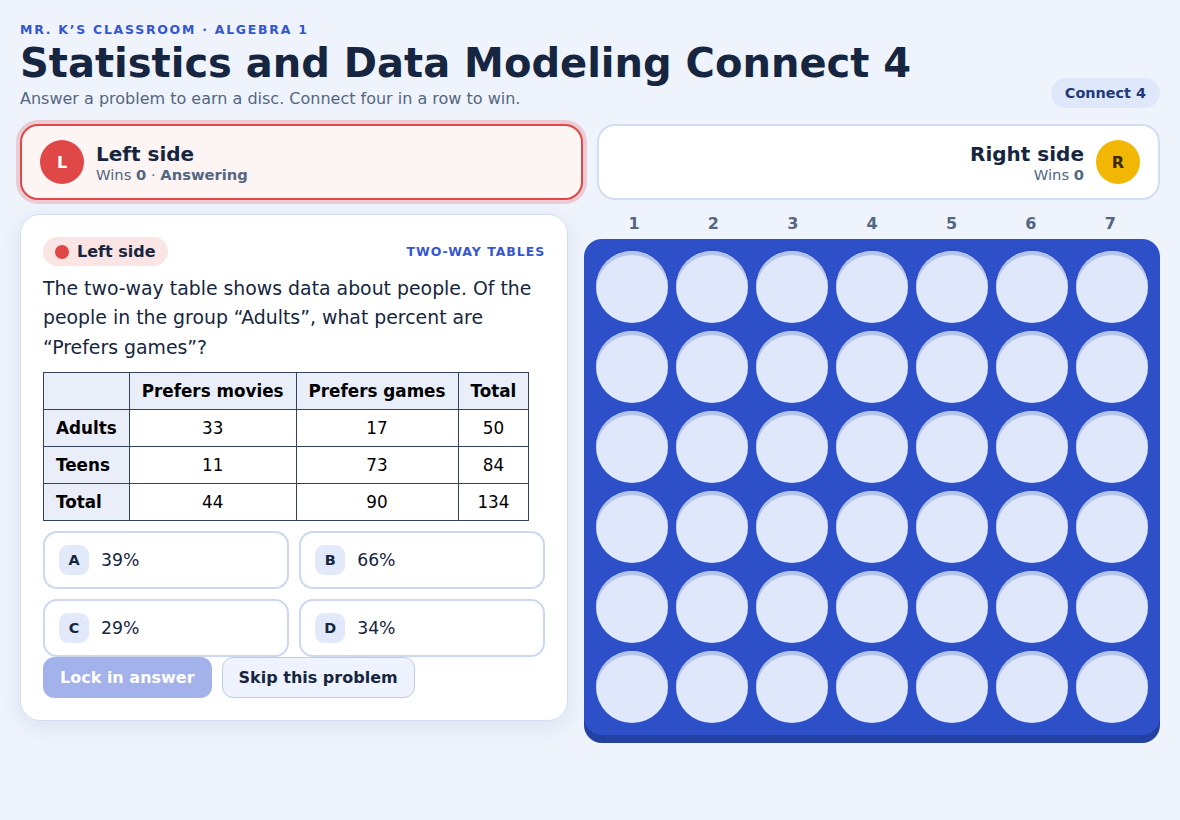 MR. K’S CLASSROOM · ALGEBRA 1
Statistics and Data Modeling Connect 4
Answer a problem to earn a disc. Connect four in a row to win.
Connect 4
L
Left side
Wins 0 · Answering
Right side
Wins 0
R
Left side
TWO-WAY TABLES
The two-way table shows data about people. Of the
people in the group “Adults”, what percent are
“Prefers games”?
Prefers movies Prefers games Total
Adults 33 17 50
Teens 11 73 84
Total 44 90 134
A 39%
B 66%
C 29%
D 34%
Lock in answer
Skip this problem
1 2 3 4 5 6 7